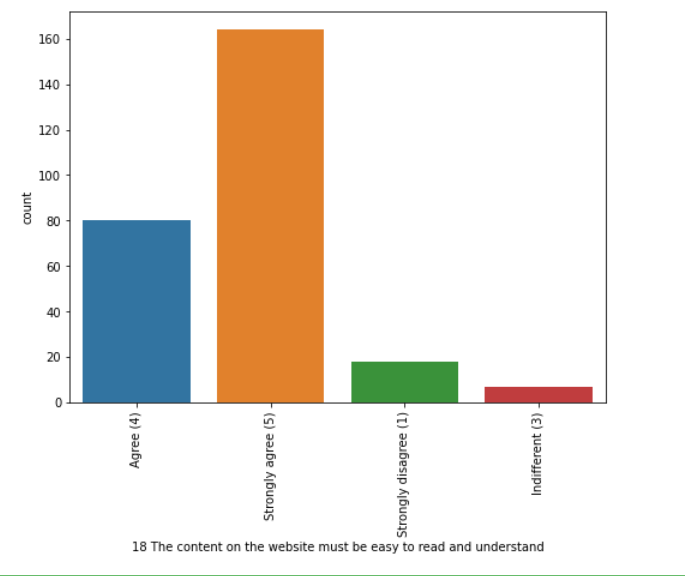 160
140
120
100
80
60
40
20
0
count
Agree (4)
Strongly agree (5)
Strongly disagree (1)
Indifferent (3)
18 The content on the website must be easy to read and understand